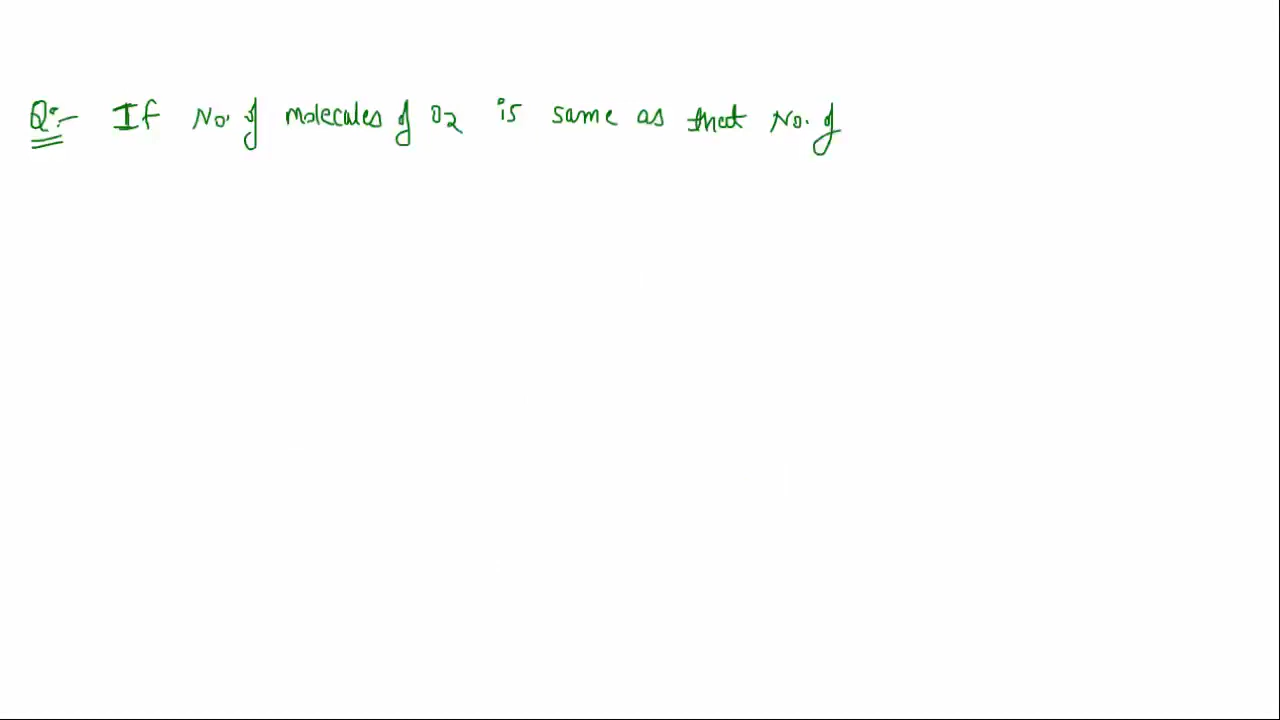 Q:- If No. of molecules of O2 is same as that No. of